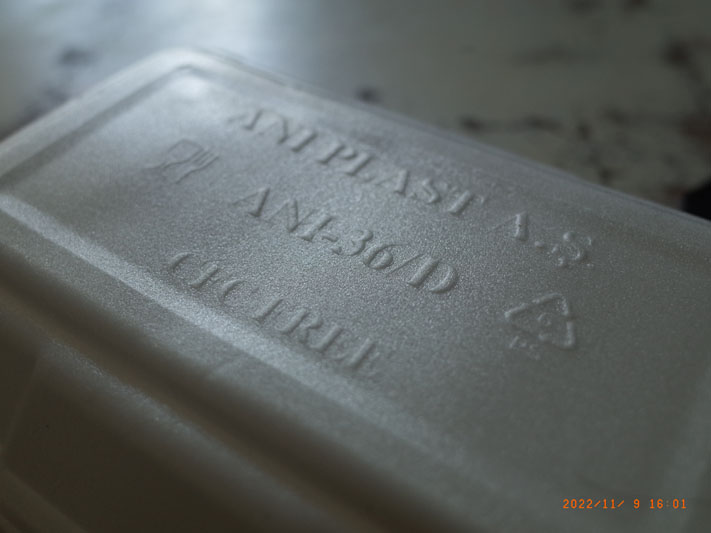 ANI PLAST A.Ş.
ANI-36/D
CFC FREE
2022/11/ 9 16:01